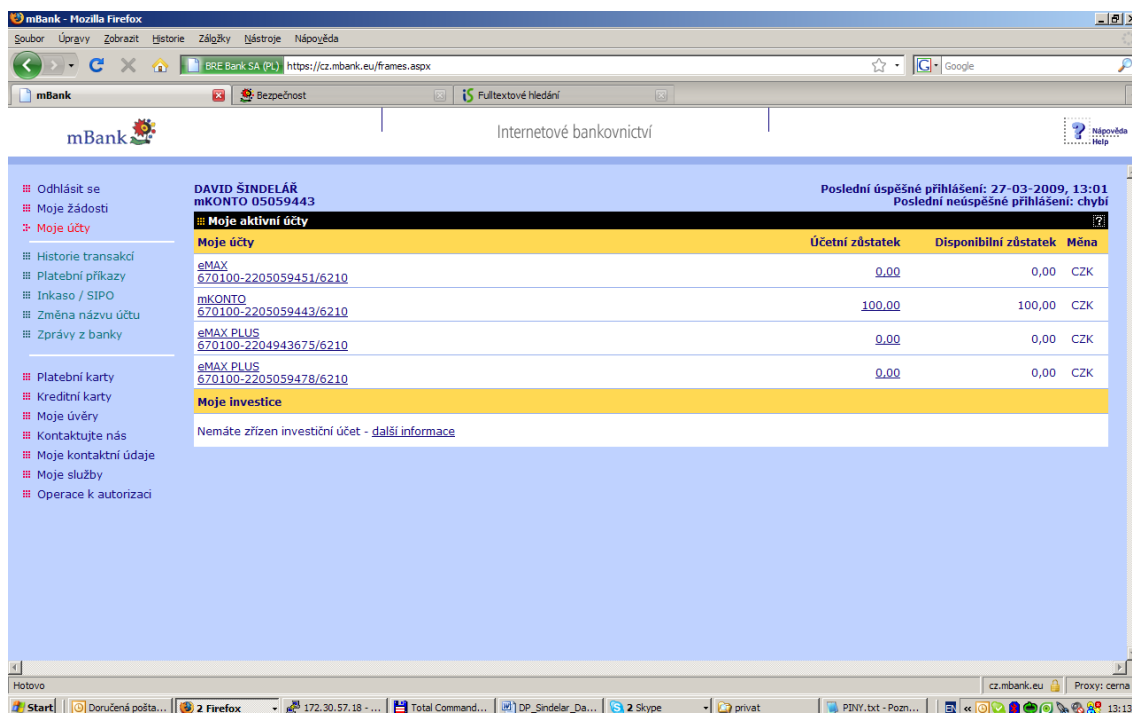 mBank - Mozilla Firefox
Soubor Úpravy Zobrazit Historie Záložky Nástroje Nápověda
BRE Bank SA (PL) https://cz.mbank.eu/frames.aspx
G Google
mBank Bezpečnost Fulltextové hledání
mBank
Internetové bankovnictví
? Nápověda
Help
Odhlásit se
Moje žádosti
Moje účty
Historie transakcí
Platební příkazy
Inkaso / SIPO
Změna názvu účtu
Zprávy z banky
Platební karty
Kreditní karty
Moje úvěry
Kontaktujte nás
Moje kontaktní údaje
Moje služby
Operace k autorizaci
DAVID ŠINDELÁŘ
mKONTO 05059443
Poslední úspěšné přihlášení: 27-03-2009, 13:01
Poslední neúspěšné přihlášení: chybí
Moje aktivní účty ?
Moje účty Účetní zůstatek Disponibilní zůstatek Měna
eMAX
670100-2205059451/6210 0,00 0,00 CZK
mKONTO
670100-2205059443/6210 100,00 100,00 CZK
eMAX PLUS
670100-2204943675/6210 0,00 0,00 CZK
eMAX PLUS
670100-2205059478/6210 0,00 0,00 CZK
Moje investice
Nemáte zřízen investiční účet - další informace
Hotovo cz.mbank.eu Proxy: cerna
Start Doručená pošta... 2 Firefox 172.30.57.18 - ... Total Command... DP_Sindelar_Da... 2 Skype privat PINY.txt - Pozn... EN « 13:13